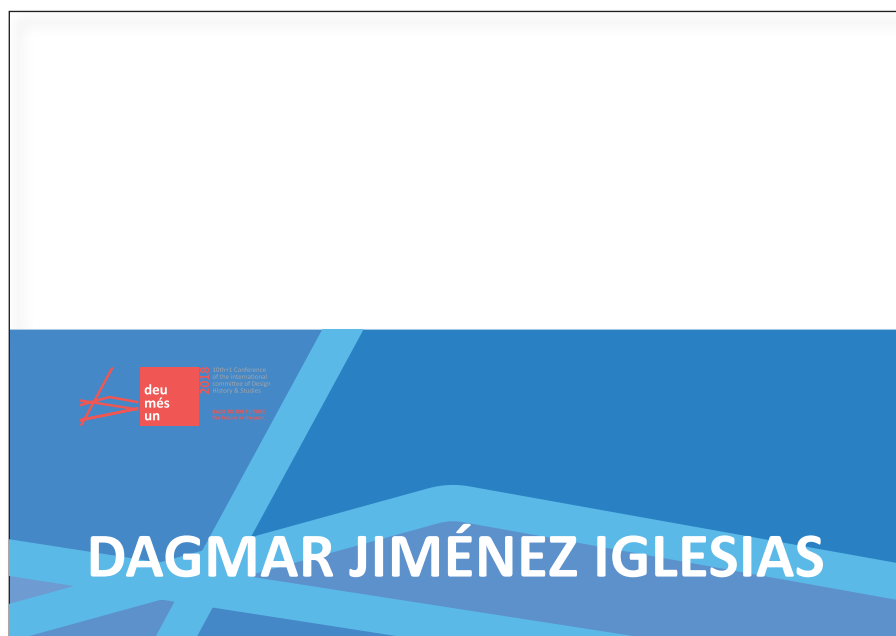 deu
més
un
2018
10th+1 Conference
of the international
committee of Design
History & Studies
DAGMAR JIMÉNEZ IGLESIAS